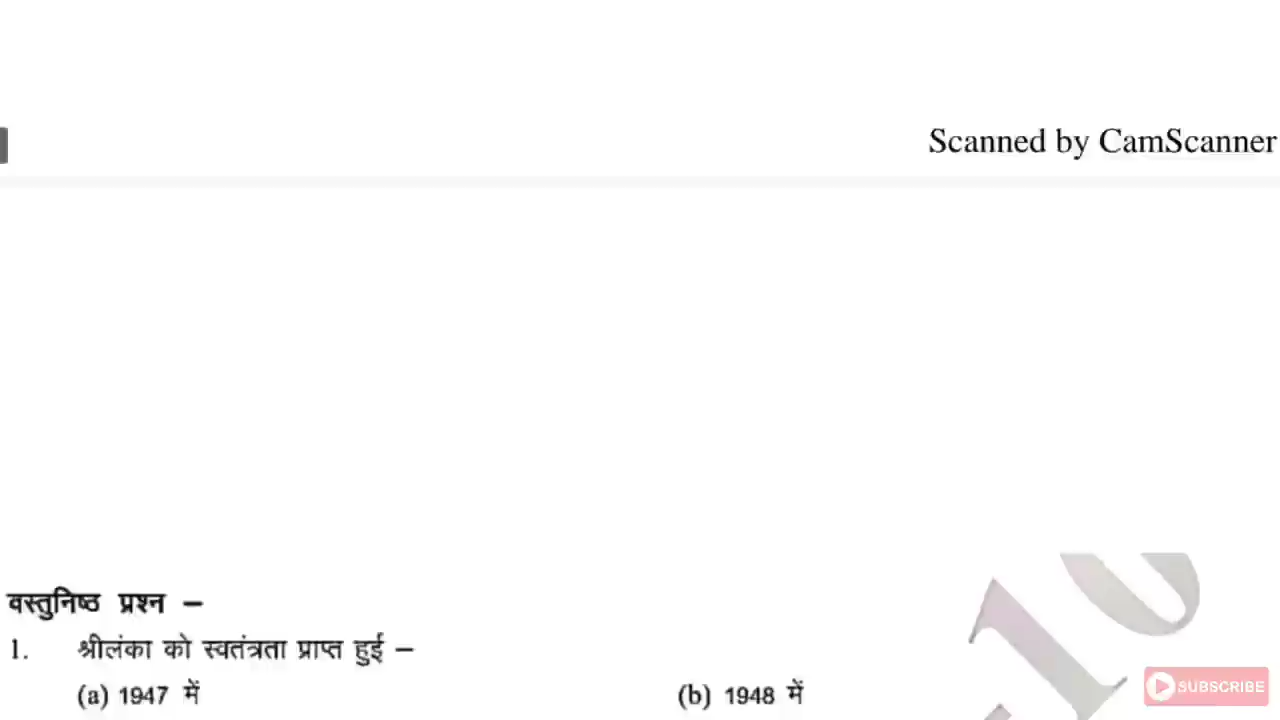 Scanned by CamScanner
वस्तुनिष्ठ प्रश्न –
1. श्रीलंका को स्वतंत्रता प्राप्त हुई –
(a) 1947 में (b) 1948 में
SUBSCRIBE